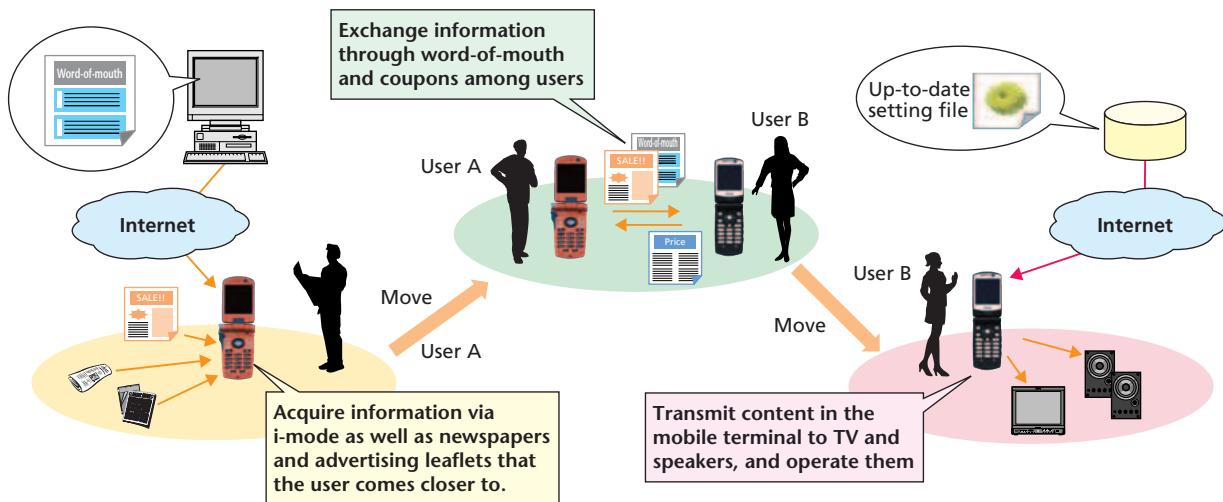 Word-of-mouth
Internet
SALE!!
Move
User A
Acquire information via
i-mode as well as newspapers
and advertising leaflets that
the user comes closer to.
Exchange information
through word-of-mouth
and coupons among users
User A
User B
SALE!!
Word-of-mouth
Price
Move
Up-to-date
setting file
Internet
User B
Transmit content in the
mobile terminal to TV and
speakers, and operate them